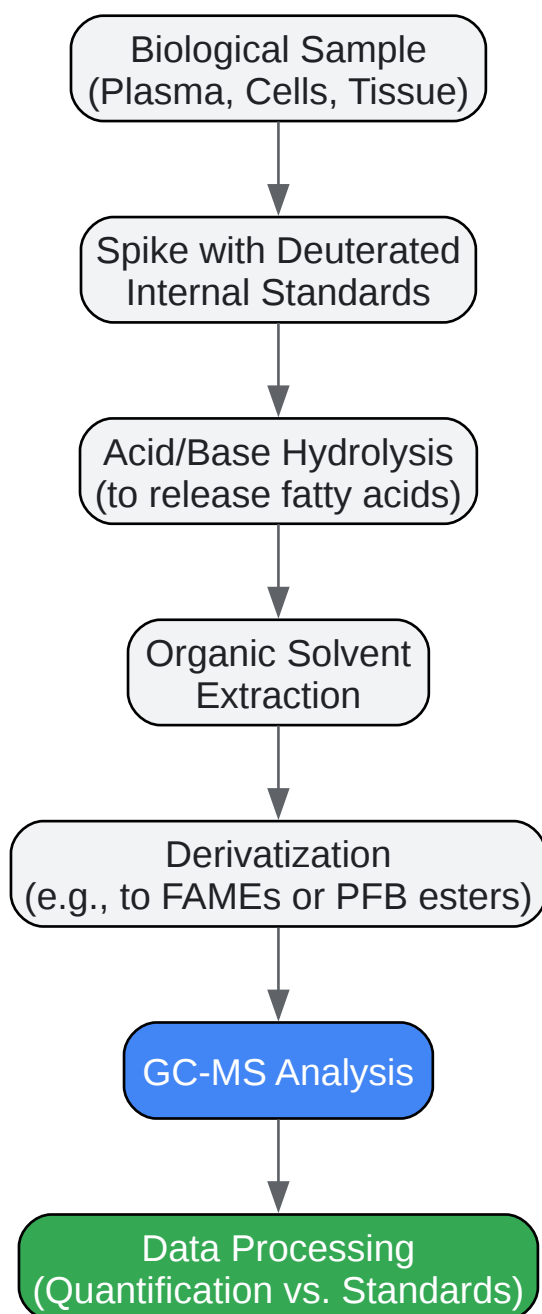 Biological Sample
(Plasma, Cells, Tissue)
Spike with Deuterated
Internal Standards
Acid/Base Hydrolysis
(to release fatty acids)
Organic Solvent
Extraction
Derivatization
(e.g., to FAMEs or PFB esters)
GC-MS Analysis
Data Processing
(Quantification vs. Standards)